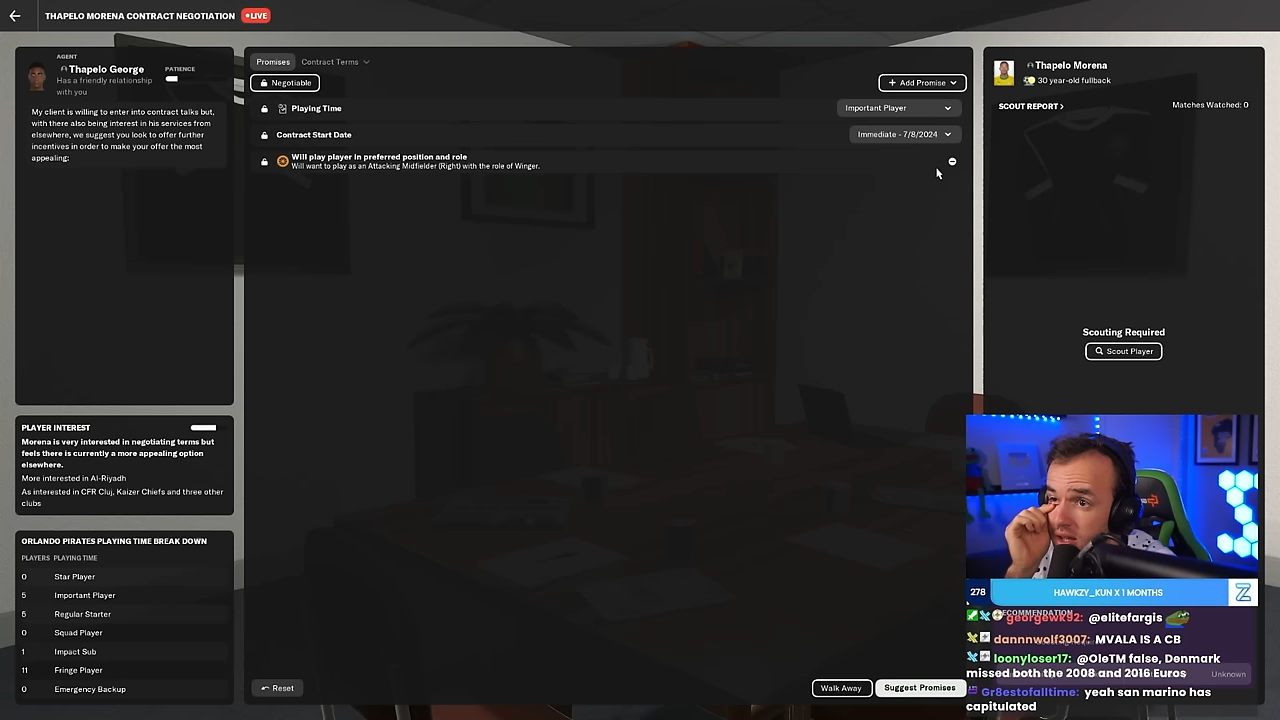 THAPELO MORENA CONTRACT NEGOTIATION
LIVE
AGENT
Thapelo George
PATIENCE
Has a friendly relationship
with you
My client is willing to enter into contract talks but,
with there also being interest in his services from
elsewhere, we suggest you look to offer further
incentives in order to make your offer the most
appealing:
PLAYER INTEREST
Morena is very interested in negotiating terms but
feels there is currently a more appealing option
elsewhere.
More interested in Al-Riyadh
As interested in CFR Cluj, Kaizer Chiefs and three other
clubs
ORLANDO PIRATES PLAYING TIME BREAK DOWN
PLAYERS PLAYING TIME
0 Star Player
5 Important Player
5 Regular Starter
0 Squad Player
1 Impact Sub
11 Fringe Player
0 Emergency Backup
Promises
Contract Terms
Negotiable
Add Promise
Playing Time
Important Player
Contract Start Date
Immediate - 7/8/2024
Will play player in preferred position and role
Will want to play as an Attacking Midfielder (Right) with the role of Winger.
Reset
Walk Away
Suggest Promises
Thapelo Morena
30 year-old fullback
SCOUT REPORT >
Matches Watched: 0
Scouting Required
Scout Player
278
HAWKZY_KUN X 1 MONTHS
Z
georgewk92: @elitefargis
dannnwolf3007: MVALA IS A CB
loonyloser17: @OleTM false, Denmark
missed both the 2008 and 2016 Euros
Unknown
Gr8estofalltime: yeah san marino has
capitulated